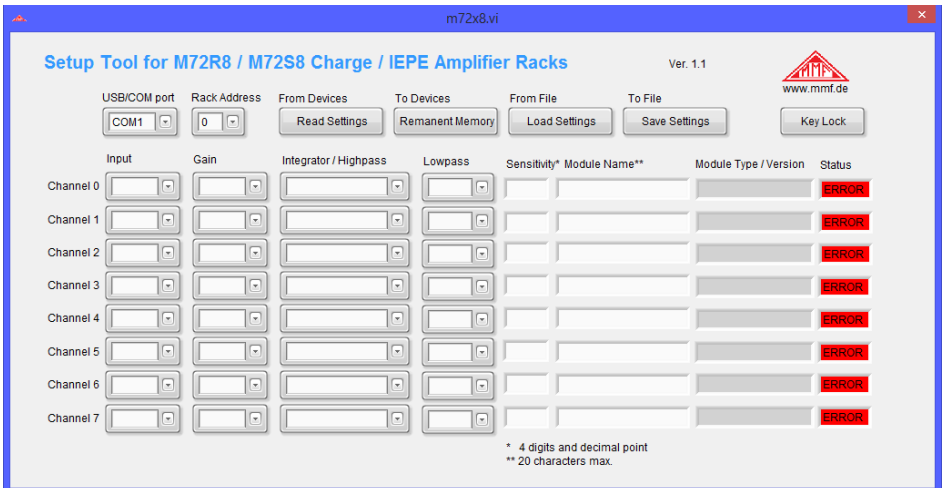 m72x8.vi
Setup Tool for M72R8 / M72S8 Charge / IEPE Amplifier Racks
Ver. 1.1
MMF
www.mmf.de
USB/COM port Rack Address From Devices To Devices From File To File
COM1 0 Read Settings Remanent Memory Load Settings Save Settings Key Lock
Input Gain Integrator / Highpass Lowpass Sensitivity* Module Name** Module Type / Version Status
Channel 0 ERROR
Channel 1 ERROR
Channel 2 ERROR
Channel 3 ERROR
Channel 4 ERROR
Channel 5 ERROR
Channel 6 ERROR
Channel 7 ERROR
* 4 digits and decimal point
** 20 characters max.